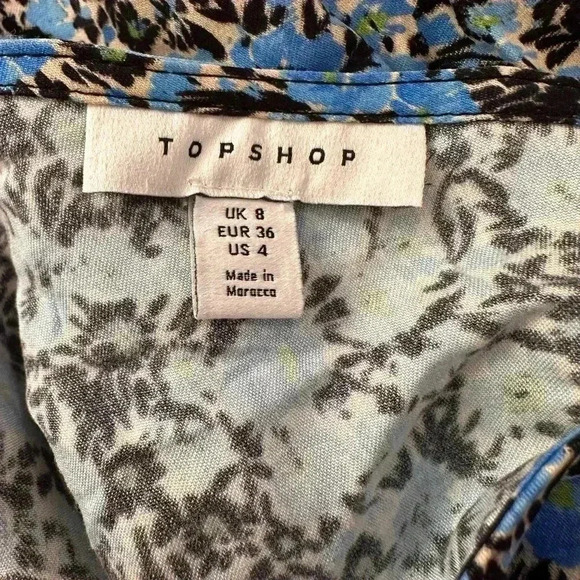 TOPSHOP
UK 8
EUR 36
US 4
Made in
Morocco